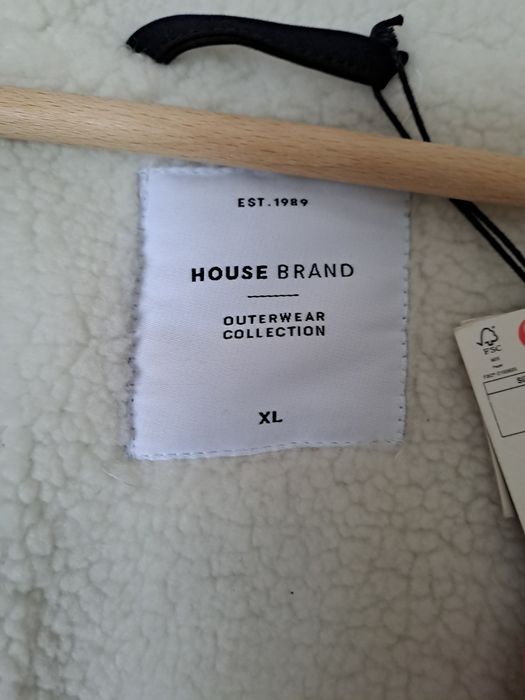 EST.1989
HOUSE BRAND
OUTERWEAR
COLLECTION
XL
FSC